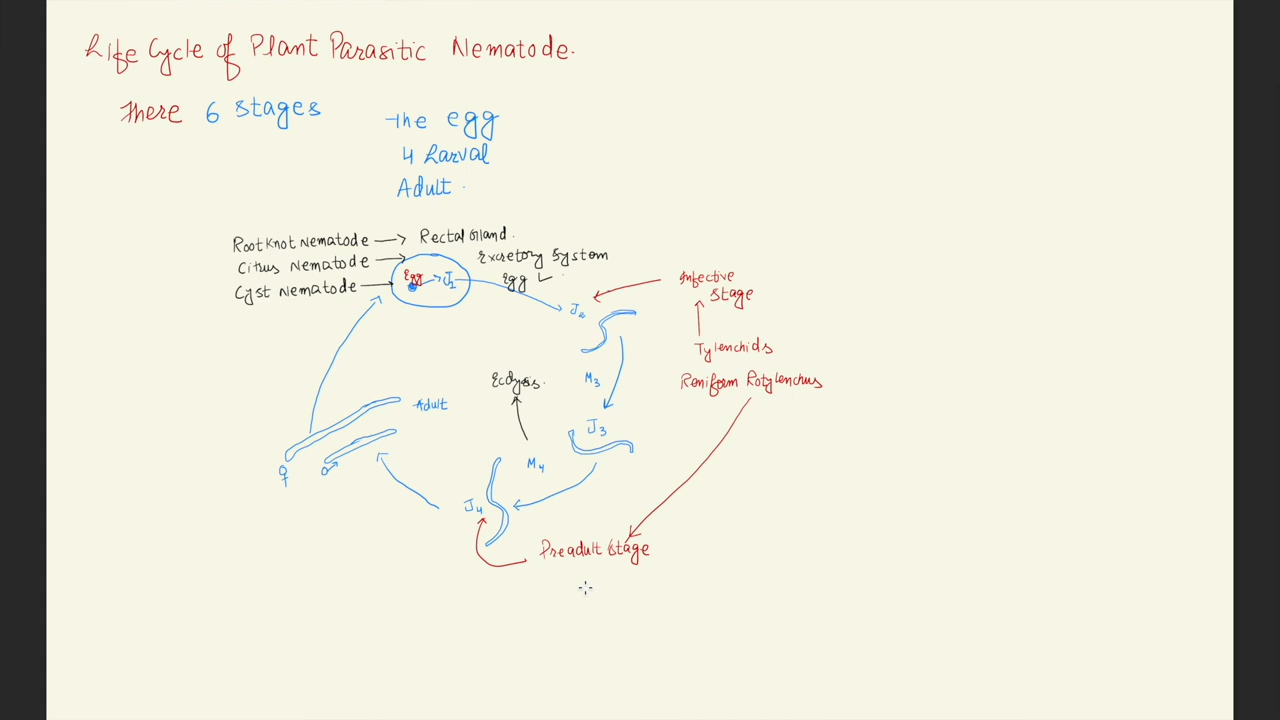 Life Cycle of Plant Parasitic Nematode.
There 6 stages
The egg
4 Larval
Adult.
Root Knot Nematode → Rectal Gland.
Citrus Nematode → Excretory System
Cyst Nematode → Egg → J1 Egg ✓
Infective
Stage
J2
Tylenchids
M3
Ecdysis.
Reniform Rotylenchus
Adult
J3
M4
♀ ♂
J4
Preadult Stage